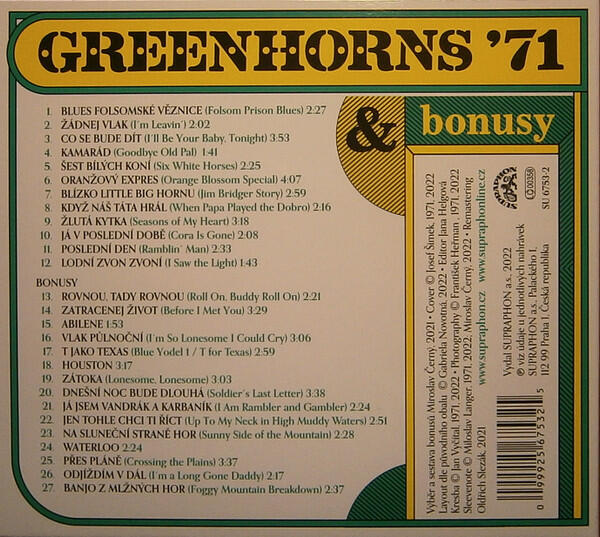 GREENHORNS '71
& bonusy
1. BLUES FOLSOMSKÉ VĚZNICE (Folsom Prison Blues) 2:27
2. ŽÁDNEJ VLAK (I'm Leavin') 2:02
3. CO SE BUDE DÍT (I'll Be Your Baby, Tonight) 3:53
4. KAMARÁD (Goodbye Old Pal) 1:41
5. ŠEST BÍLÝCH KONÍ (Six White Horses) 2:25
6. ORANŽOVÝ EXPRES (Orange Blossom Special) 4:07
7. BLÍZKO LITTLE BIG HORNU (Jim Bridger Story) 2:59
8. KDYŽ NÁŠ TÁTA HRÁL (When Papa Played the Dobro) 2:16
9. ŽLUTÁ KYTKA (Seasons of My Heart) 3:18
10. JÁ V POSLEDNÍ DOBĚ (Cora Is Gone) 2:08
11. POSLEDNÍ DEN (Ramblin' Man) 2:33
12. LODNÍ ZVON ZVONÍ (I Saw the Light) 1:43
BONUSY
13. ROVNOU, TADY ROVNOU (Roll On, Buddy Roll On) 2:21
14. ZATRACENEJ ŽIVOT (Before I Met You) 3:29
15. ABILENE 1:53
16. VLAK PŮLNOČNÍ (I'm So Lonesome I Could Cry) 3:06
17. T JAKO TEXAS (Blue Yodel 1 / T for Texas) 2:59
18. HOUSTON 3:17
19. ZÁTOKA (Lonesome, Lonesome) 3:03
20. DNEŠNÍ NOC BUDE DLOUHÁ (Soldier's Last Letter) 3:38
21. JÁ JSEM VANDRÁK A KARBANÍK (I Am Rambler and Gambler) 2:24
22. JEN TOHLE CHCI TI ŘÍCT (Up To My Neck in High Muddy Waters) 2:51
23. NA SLUNEČNÍ STRANĚ HOR (Sunny Side of the Mountain) 2:28
24. WATERLOO 2:24
25. PŘES PLÁNĚ (Crossing the Plains) 3:37
26. ODJÍŽDÍM V DÁL (I'm a Long Gone Daddy) 2:17
27. BANJO Z MLŽNÝCH HOR (Foggy Mountain Breakdown) 2:37
Výběr a sestava bonusů Miroslav Černý, 2021 • Cover © Josef Šimek, 1971, 2022
Layout dle původního obalu © Gabriela Novotná, 2022 • Editor Jana Helgová
Kresba © Jan Vyčítal, 1971, 2022 • Photography © František Heřman, 1971, 2022
Sleevenote © Miloslav Langer, 1971, 2022, Miroslav Černý, 2022 • Remastering
Oldřich Slezák, 2021
www.supraphon.cz www.supraphonline.cz
SUPRAPHON
LC 00358
SU 6753-2
Vydal SUPRAPHON a.s. 2022
℗ viz údaje u jednotlivých nahrávek
SUPRAPHON a.s., Palackého 1,
112 99 Praha 1, Česká republika
0 99925 67532 5